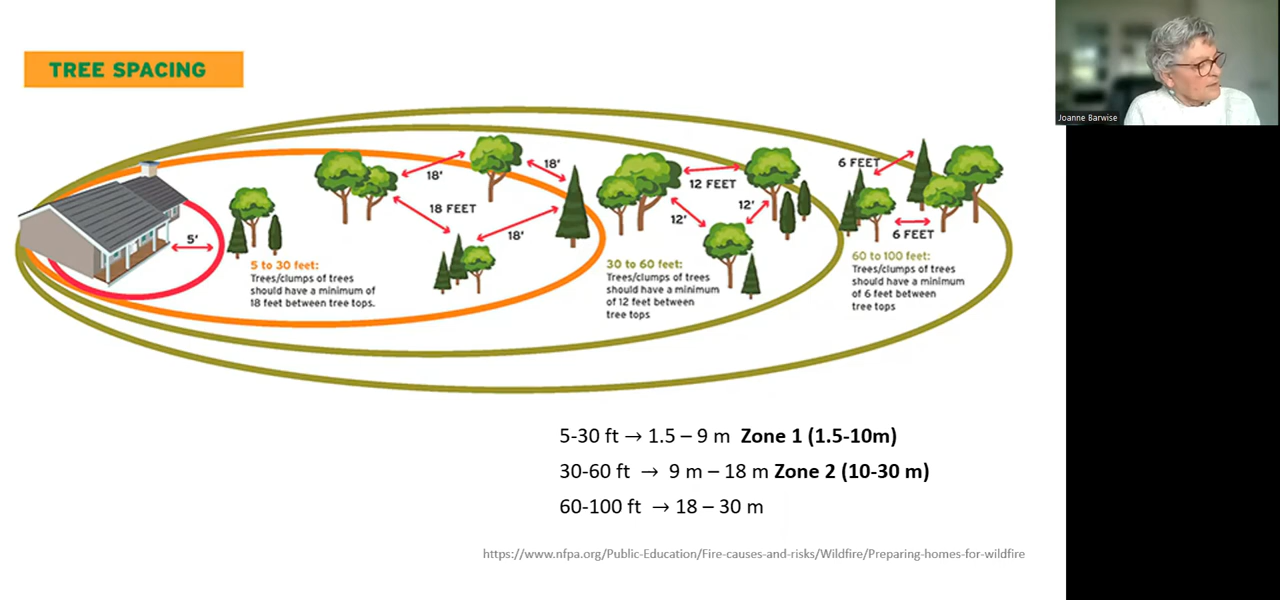 TREE SPACING
Joanne Barwise
5'
18'
18'
18 FEET
18'
12 FEET
12'
12'
6 FEET
6 FEET
5 to 30 feet:
Trees/clumps of trees
should have a minimum of
18 feet between tree tops.
30 to 60 feet:
Trees/clumps of trees
should have a minimum
of 12 feet between
tree tops
60 to 100 feet:
Trees/clumps of trees
should have a minimum
of 6 feet between
tree tops
5-30 ft → 1.5 – 9 m Zone 1 (1.5-10m)
30-60 ft → 9 m – 18 m Zone 2 (10-30 m)
60-100 ft → 18 – 30 m
https://www.nfpa.org/Public-Education/Fire-causes-and-risks/Wildfire/Preparing-homes-for-wildfire